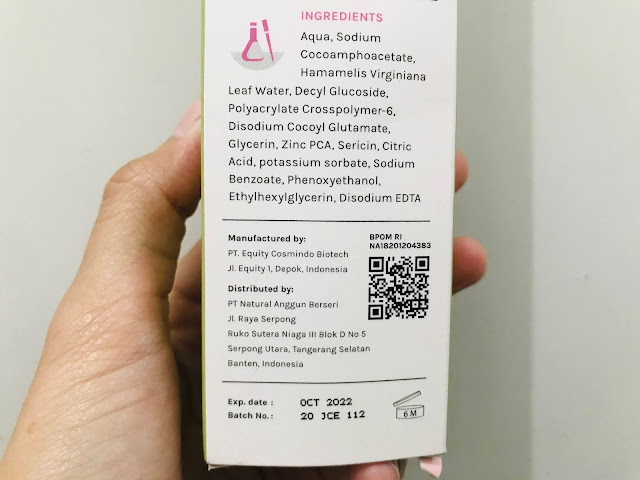 INGREDIENTS
Aqua, Sodium
Cocoamphoacetate,
Hamamelis Virginiana
Leaf Water, Decyl Glucoside,
Polyacrylate Crosspolymer-6,
Disodium Cocoyl Glutamate,
Glycerin, Zinc PCA, Sericin, Citric
Acid, potassium sorbate, Sodium
Benzoate, Phenoxyethanol,
Ethylhexylglycerin, Disodium EDTA
Manufactured by:
PT. Equity Cosmindo Biotech
Jl. Equity 1, Depok, Indonesia
Distributed by:
PT Natural Anggun Berseri
Jl. Raya Serpong
Ruko Sutera Niaga III Blok D No 5
Serpong Utara, Tangerang Selatan
Banten, Indonesia
BPOM RI
NA18201204383
Exp. date : OCT 2022
Batch No. : 20 JCE 112
6M